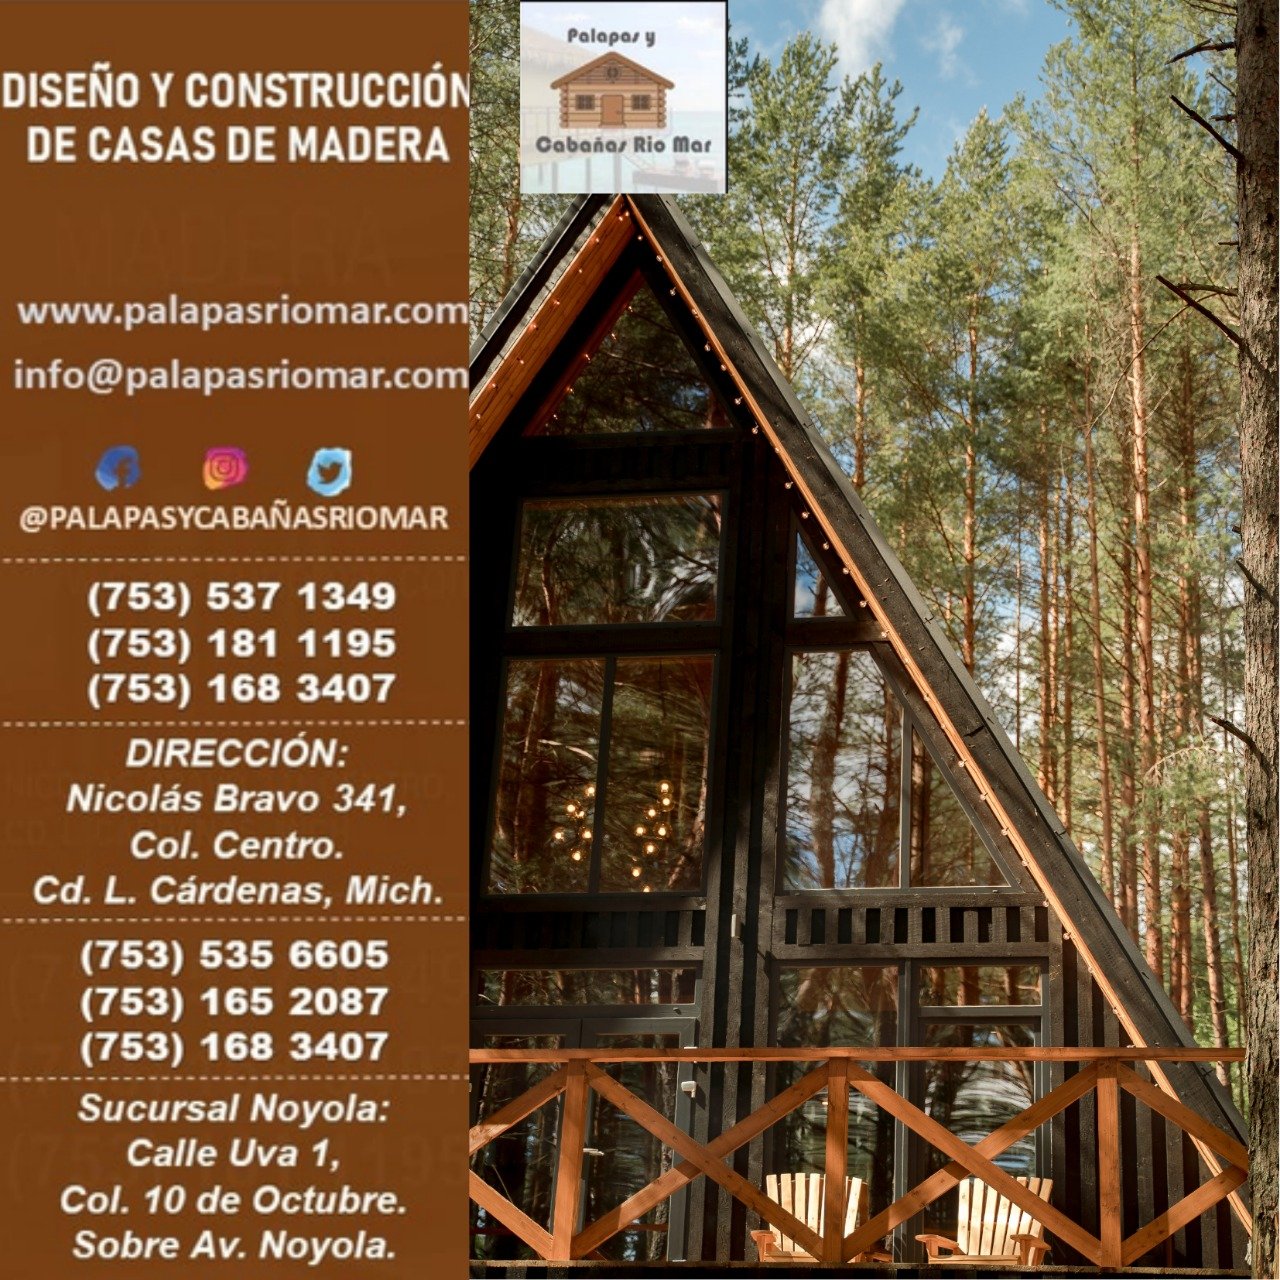 Palapas y
Cabañas Rio Mar
DISEÑO Y CONSTRUCCIÓN
DE CASAS DE MADERA
www.palapasriomar.com
info@palapasriomar.com
@PALAPASYCABAÑASRIOMAR
(753) 537 1349
(753) 181 1195
(753) 168 3407
DIRECCIÓN:
Nicolás Bravo 341,
Col. Centro.
Cd. L. Cárdenas, Mich.
(753) 535 6605
(753) 165 2087
(753) 168 3407
Sucursal Noyola:
Calle Uva 1,
Col. 10 de Octubre.
Sobre Av. Noyola.